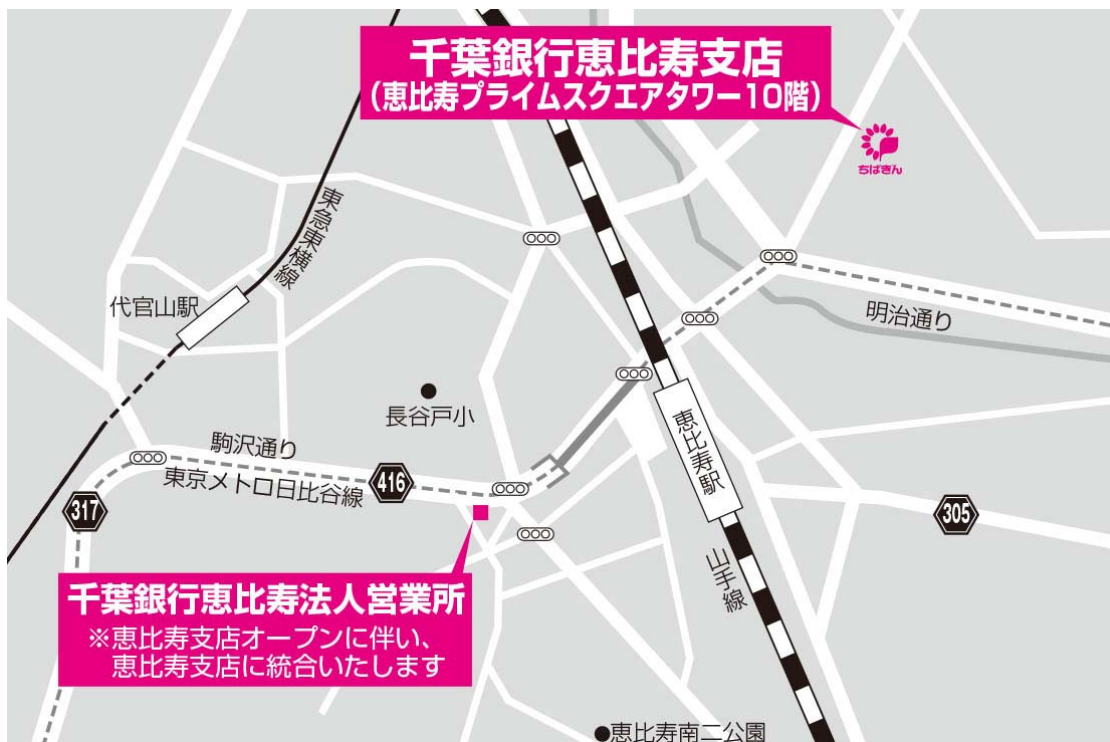 千葉銀行恵比寿支店
(恵比寿プライムスクエアタワー10階)
ちばぎん
東急東横線
代官山駅
明治通り
長谷戸小
恵比寿駅
駒沢通り
東京メトロ日比谷線
416
317
305
山手線
千葉銀行恵比寿法人営業所
※恵比寿支店オープンに伴い、
恵比寿支店に統合いたします
恵比寿南二公園